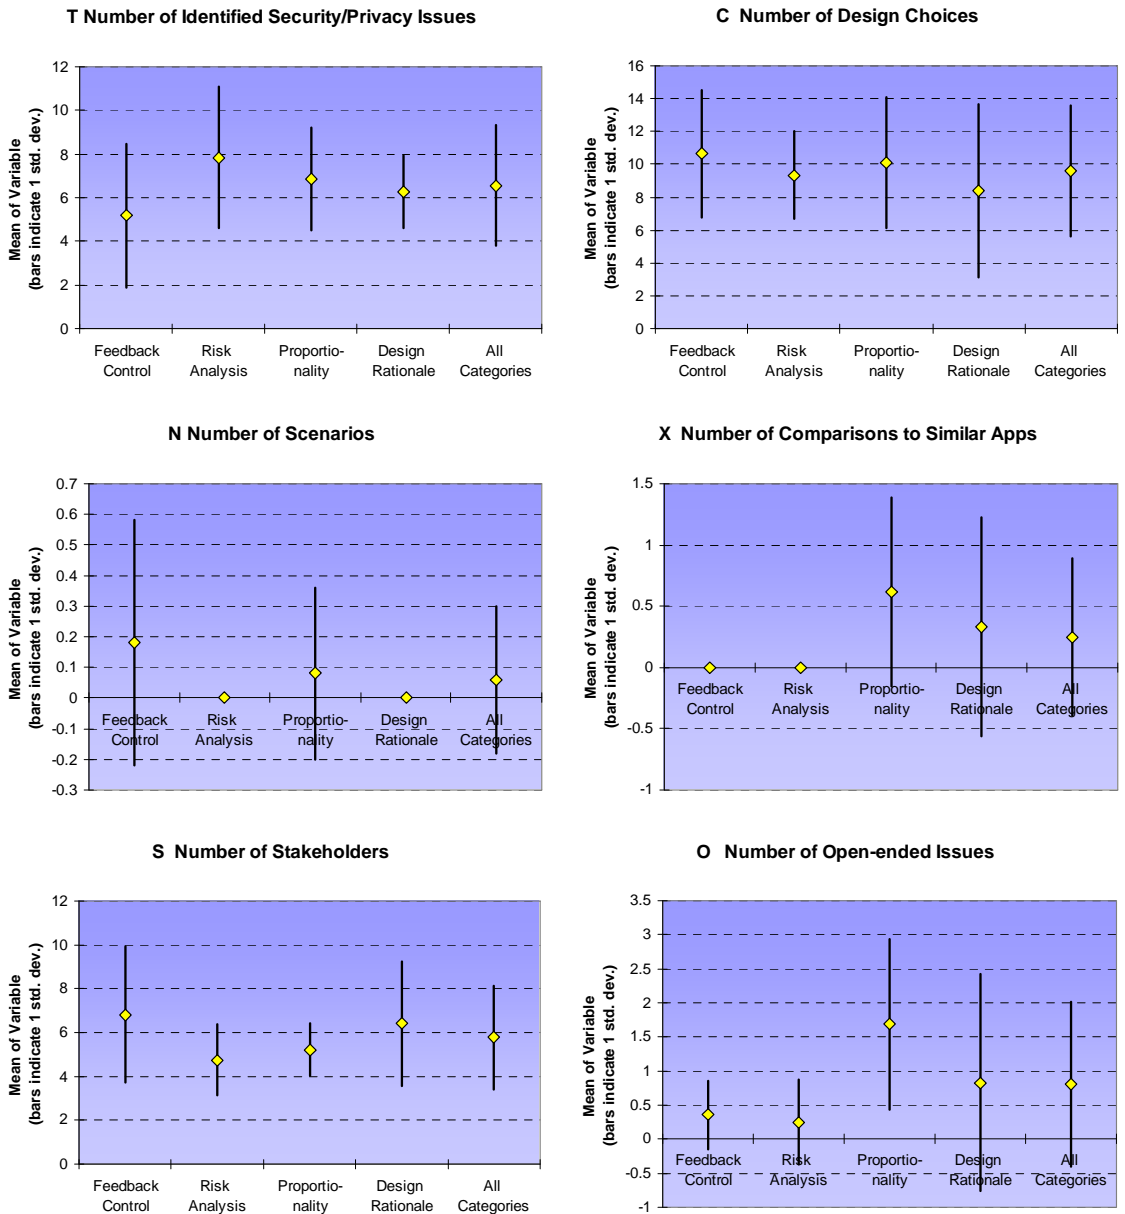 T Number of Identified Security/Privacy Issues
Mean of Variable
(bars indicate 1 std. dev.)
12
10
8
6
4
2
0
Feedback Risk Proportio- Design All
Control Analysis nality Rationale Categories
C Number of Design Choices
Mean of Variable
(bars indicate 1 std. dev.)
16
14
12
10
8
6
4
2
0
Feedback Risk Proportio- Design All
Control Analysis nality Rationale Categories
N Number of Scenarios
Mean of Variable
(bars indicate 1 std. dev.)
0.7
0.6
0.5
0.4
0.3
0.2
0.1
0
-0.1
-0.2
-0.3
Feedback Risk Proportio- Design All
Control Analysis nality Rationale Categories
X Number of Comparisons to Similar Apps
Mean of Variable
(bars indicate 1 std. dev.)
1.5
1
0.5
0
-0.5
-1
Feedback Risk Proportio- Design All
Control Analysis nality Rationale Categories
S Number of Stakeholders
Mean of Variable
(bars indicate 1 std. dev.)
12
10
8
6
4
2
0
Feedback Risk Proportio- Design All
Control Analysis nality Rationale Categories
O Number of Open-ended Issues
Mean of Variable
(bars indicate 1 std. dev.)
3.5
3
2.5
2
1.5
1
0.5
0
-0.5
-1
Feedback Risk Proportio- Design All
Control Analysis nality Rationale Categories